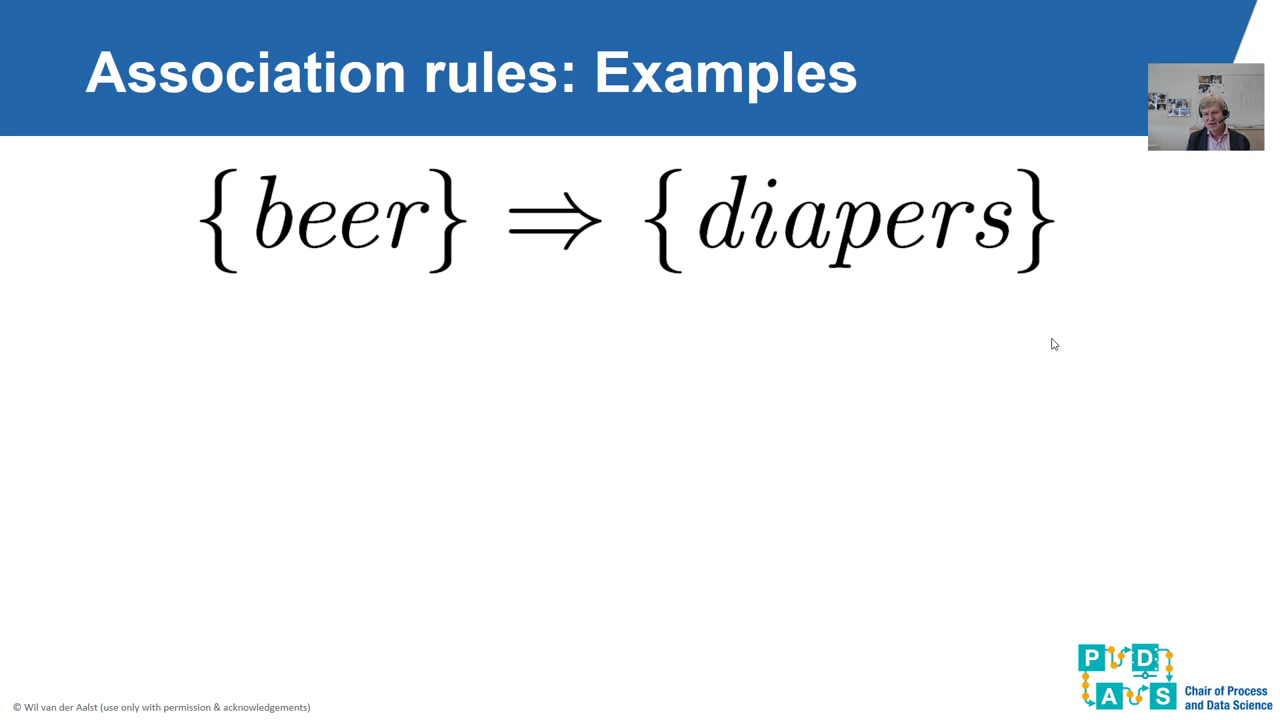 Association rules: Examples
{beer} ⇒ {diapers}
P D
A S
Chair of Process
and Data Science
© Wil van der Aalst (use only with permission & acknowledgements)